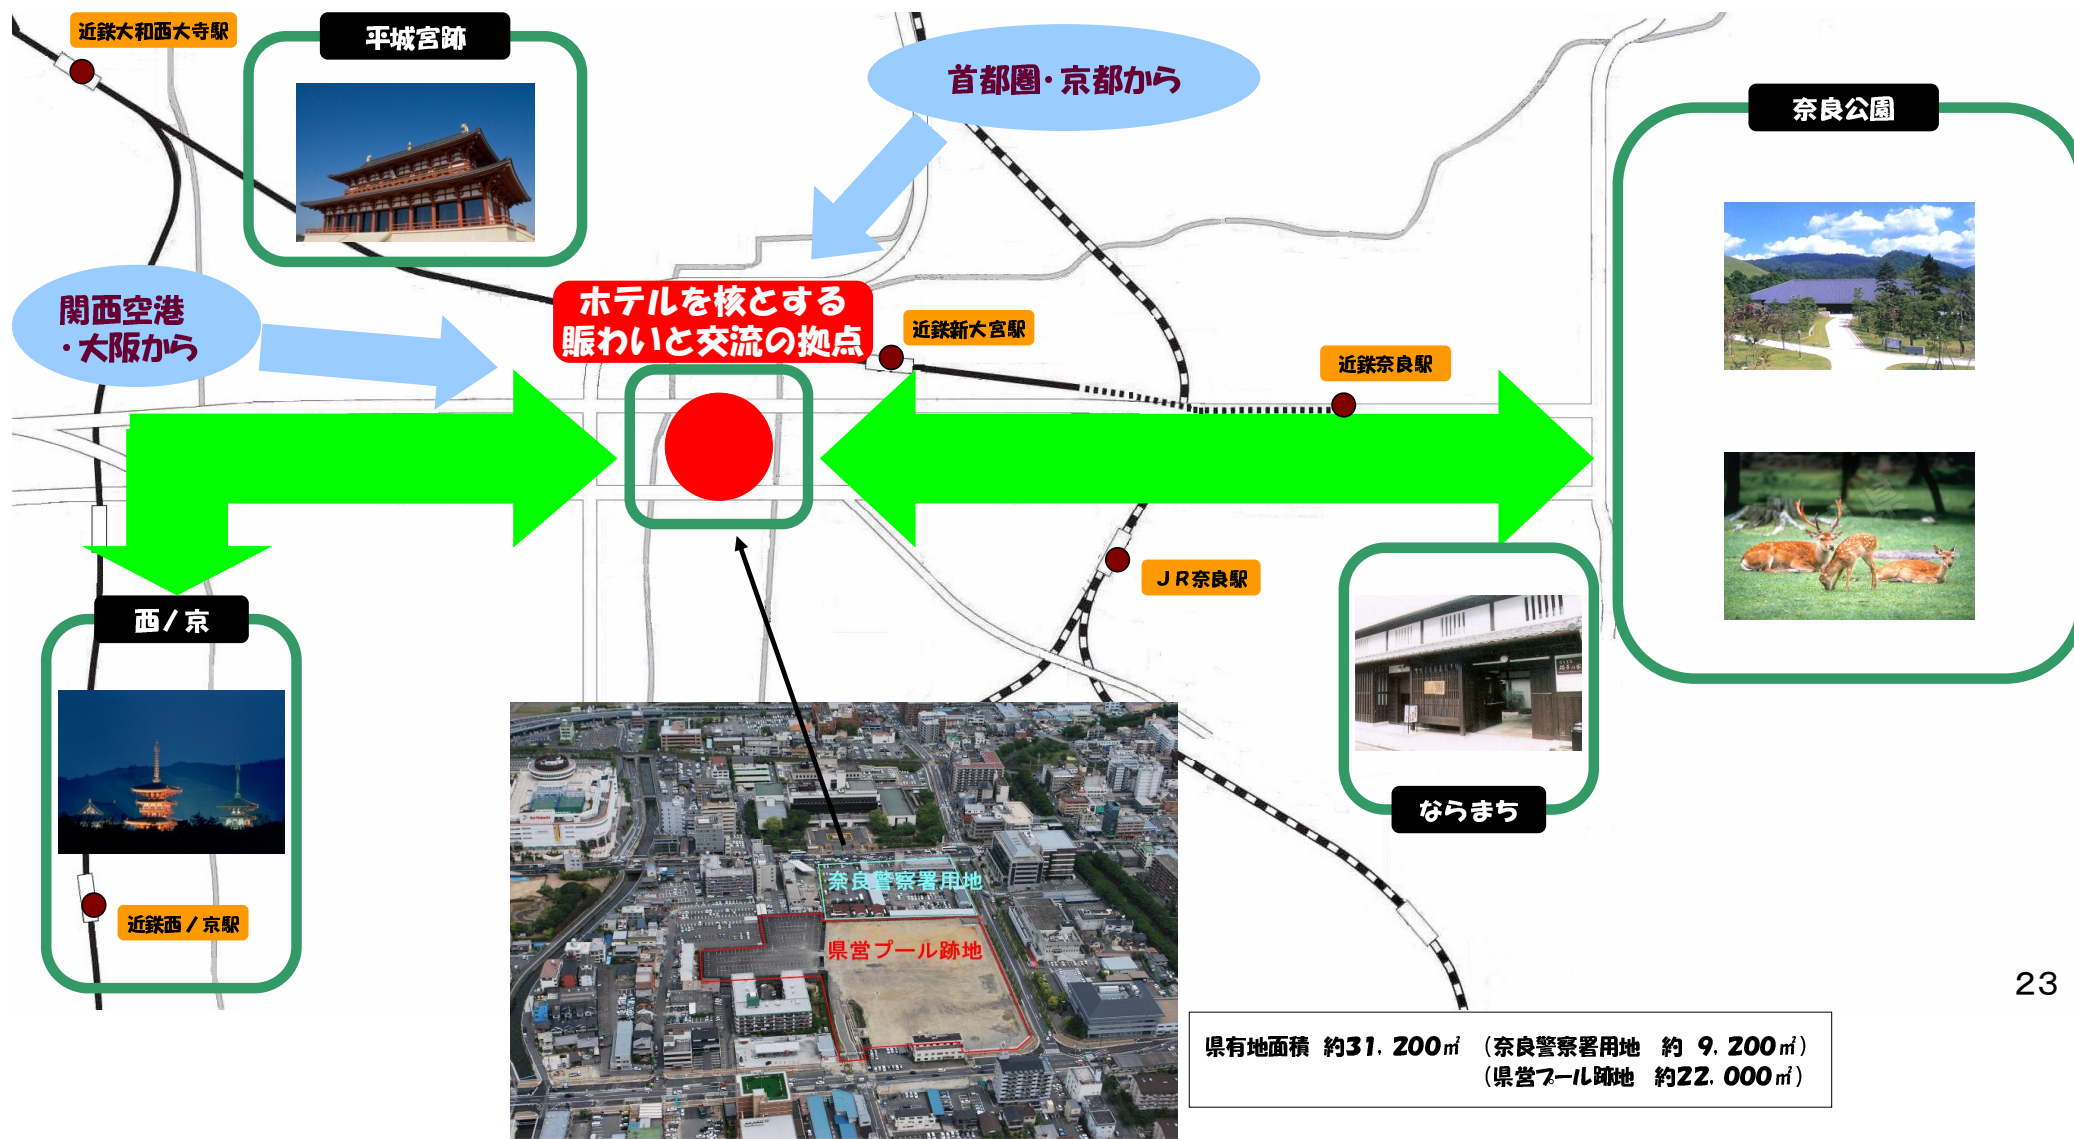 近鉄大和西大寺駅
平城宮跡
首都圏・京都から
奈良公園
関西空港
・大阪から
ホテルを核とする
賑わいと交流の拠点
近鉄新大宮駅
近鉄奈良駅
JR奈良駅
西ノ京
近鉄西ノ京駅
ならまち
奈良警察署用地
県営プール跡地
23
県有地面積 約31,200㎡ (奈良警察署用地 約 9,200㎡)
(県営プール跡地 約22,000㎡)